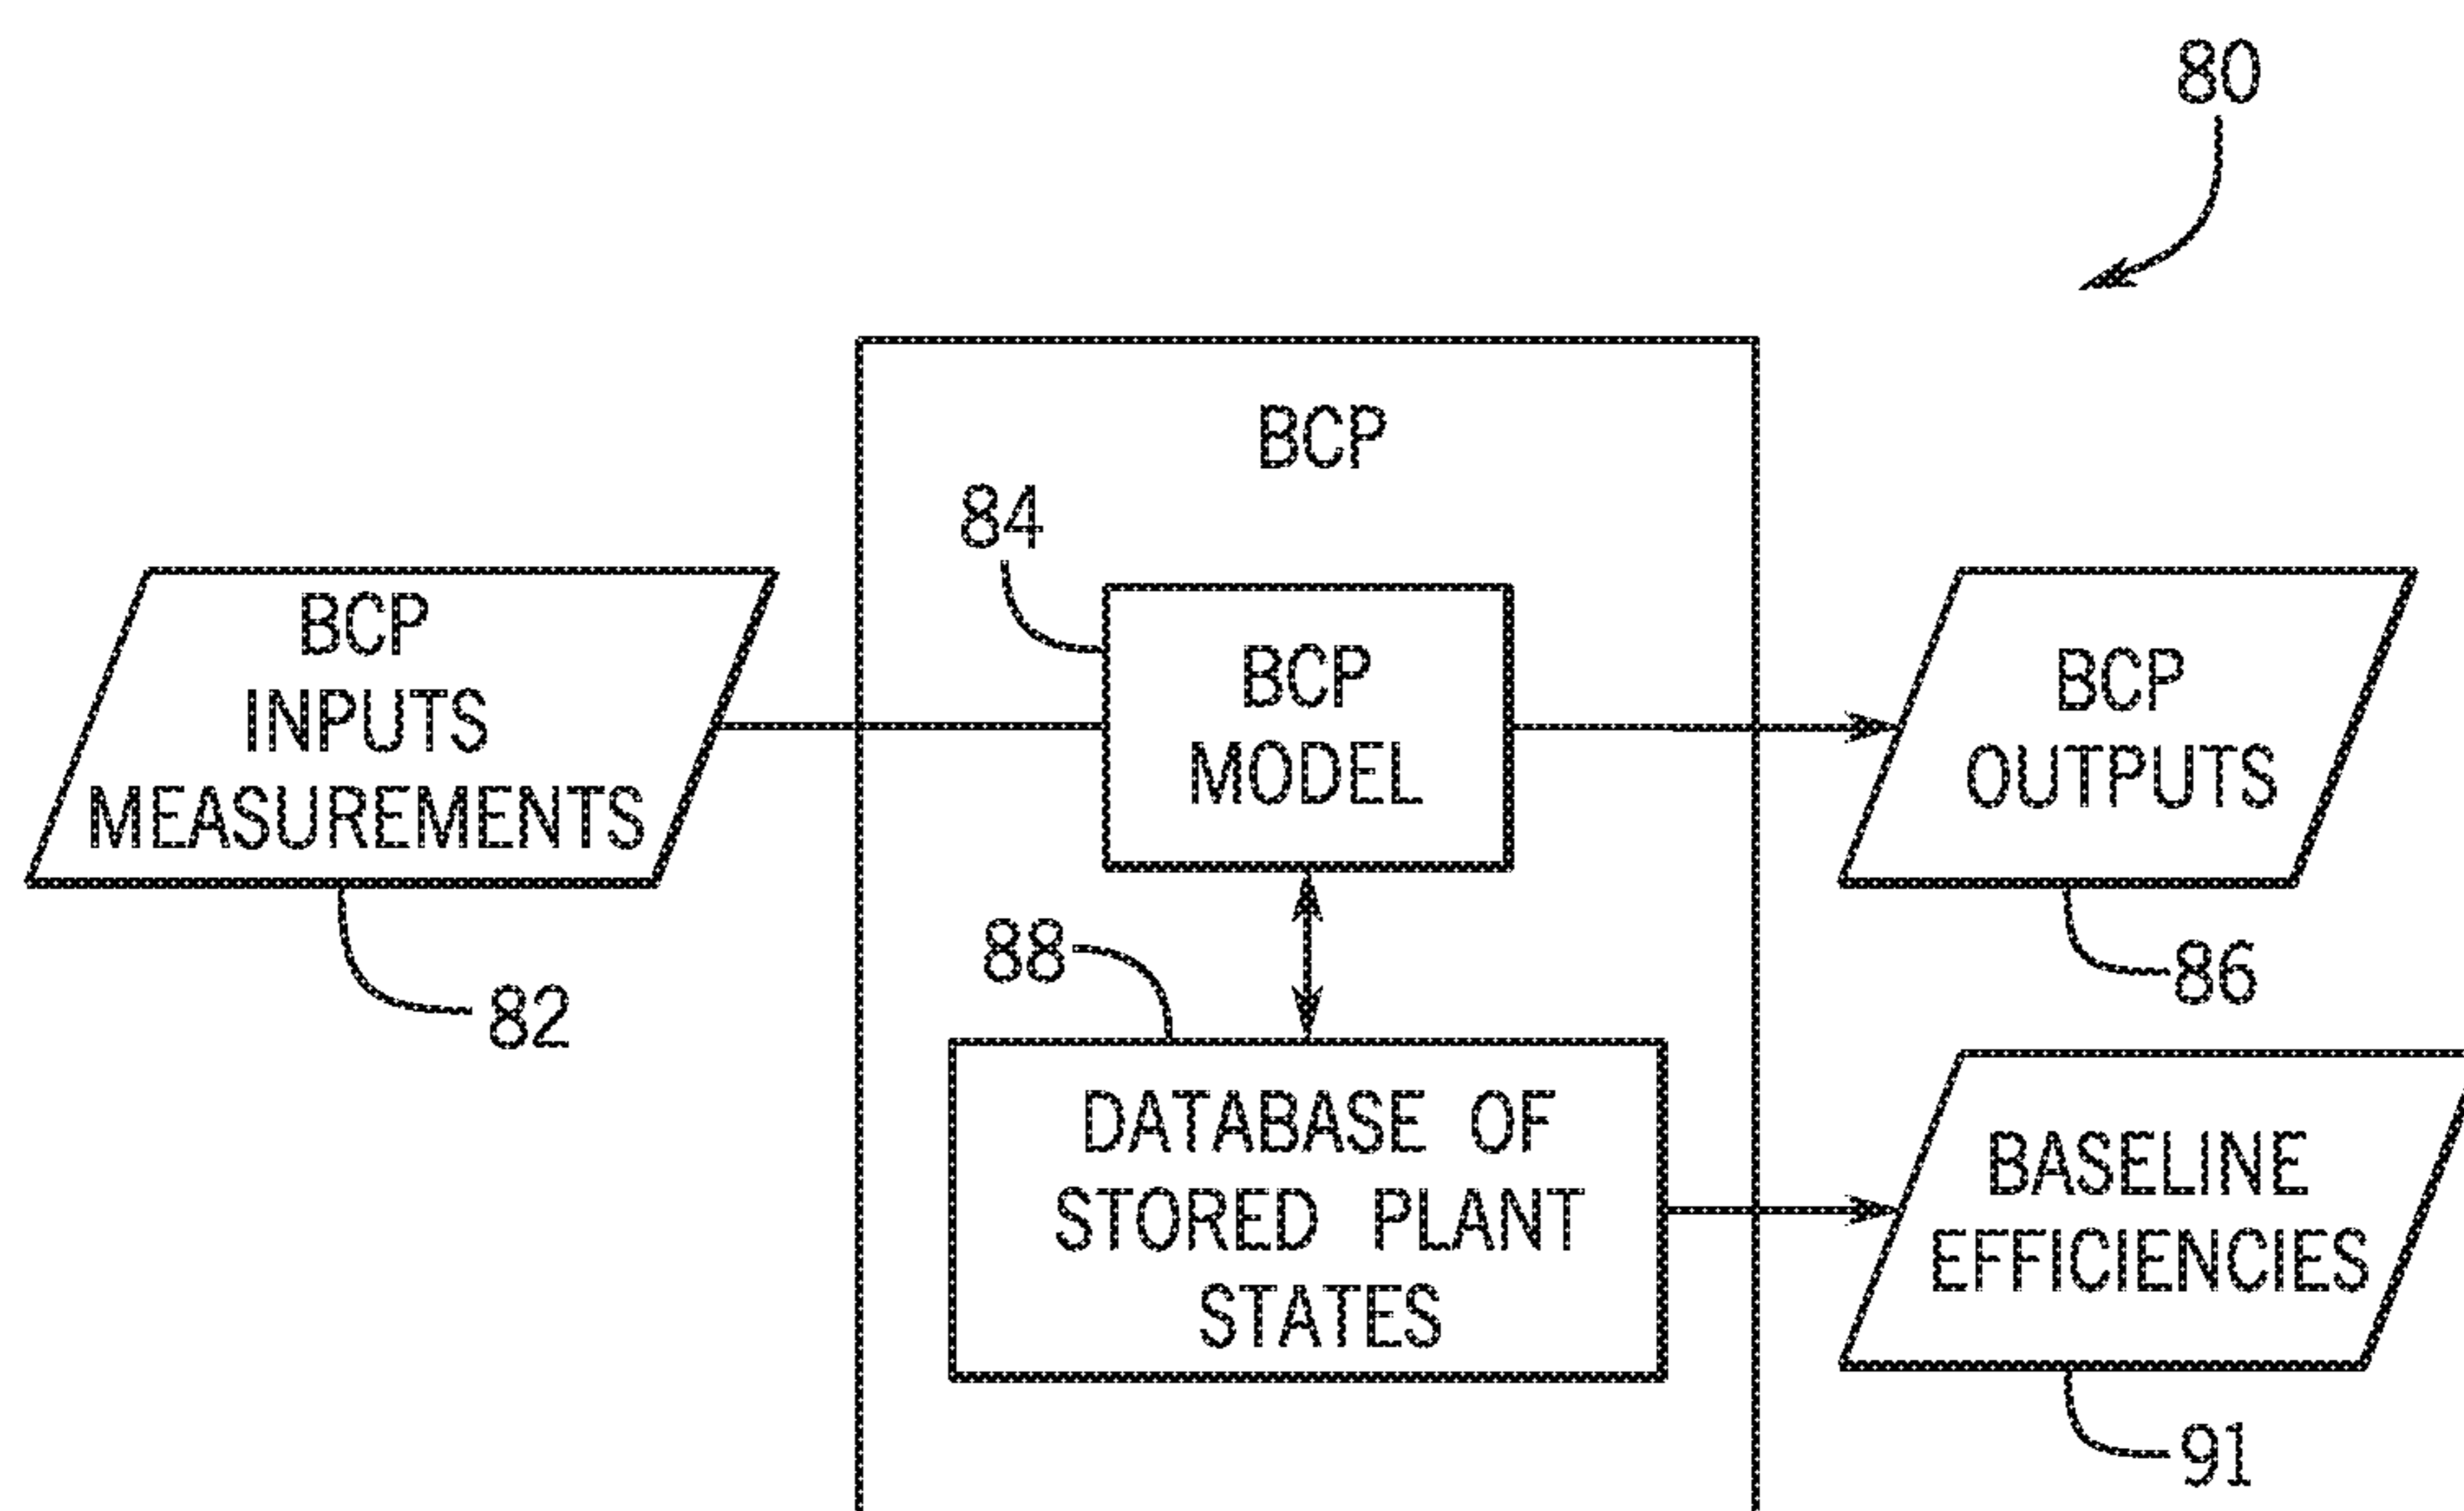 80
BCP
84
BCP
INPUTS
MEASUREMENTS
82
BCP
MODEL
BCP
OUTPUTS
86
88
DATABASE OF
STORED PLANT
STATES
BASELINE
EFFICIENCIES
91